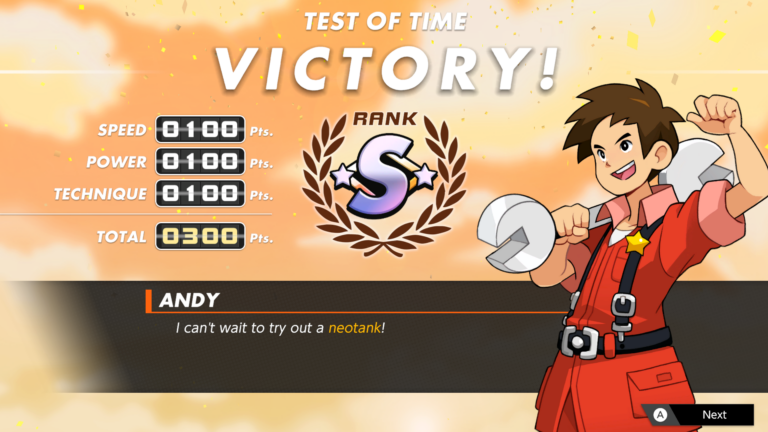 TEST OF TIME
VICTORY!
SPEED 0100 Pts.
POWER 0100 Pts.
TECHNIQUE 0100 Pts.
TOTAL 0300 Pts.
RANK
S
ANDY
I can't wait to try out a neotank!
A Next